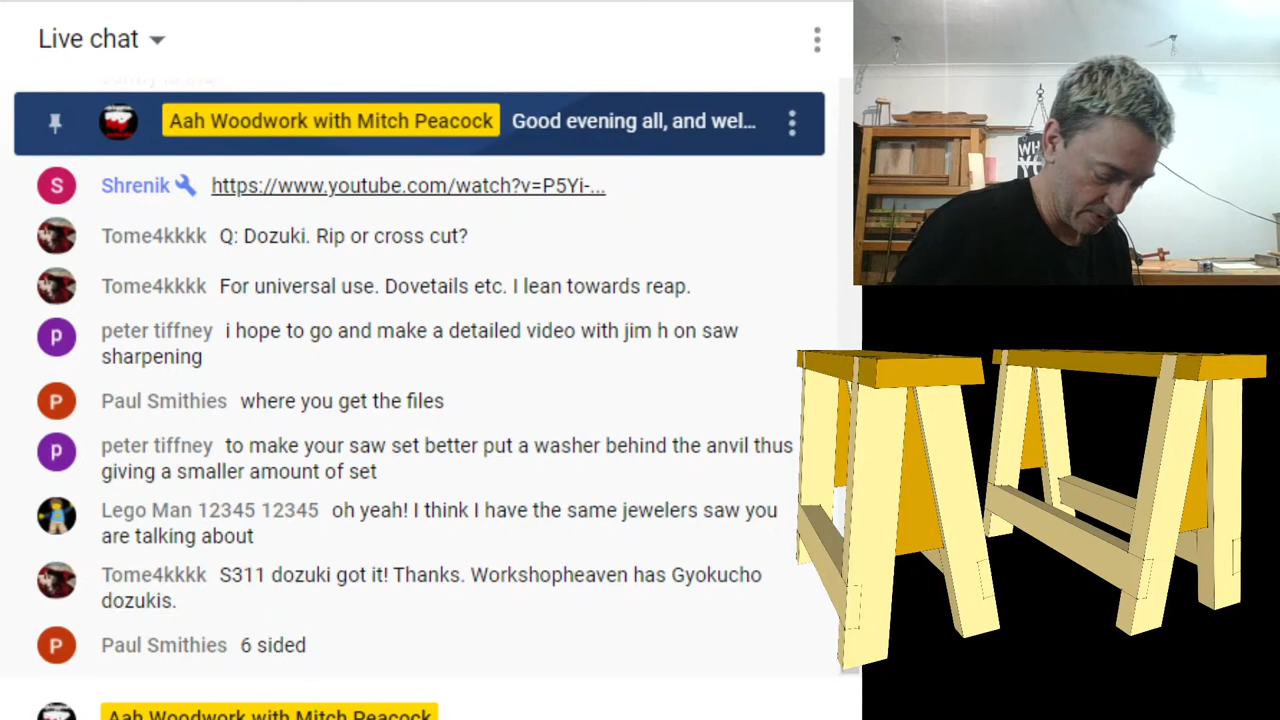 Live chat
Aah Woodwork with Mitch Peacock Good evening all, and wel...
S Shrenik https://www.youtube.com/watch?v=P5Yi-...
Tome4kkkk Q: Dozuki. Rip or cross cut?
Tome4kkkk For universal use. Dovetails etc. I lean towards reap.
p peter tiffney i hope to go and make a detailed video with jim h on saw
sharpening
P Paul Smithies where you get the files
p peter tiffney to make your saw set better put a washer behind the anvil thus
giving a smaller amount of set
Lego Man 12345 12345 oh yeah! I think I have the same jewelers saw you
are talking about
Tome4kkkk S311 dozuki got it! Thanks. Workshopheaven has Gyokucho
dozukis.
P Paul Smithies 6 sided
Aah Woodwork with Mitch Peacock